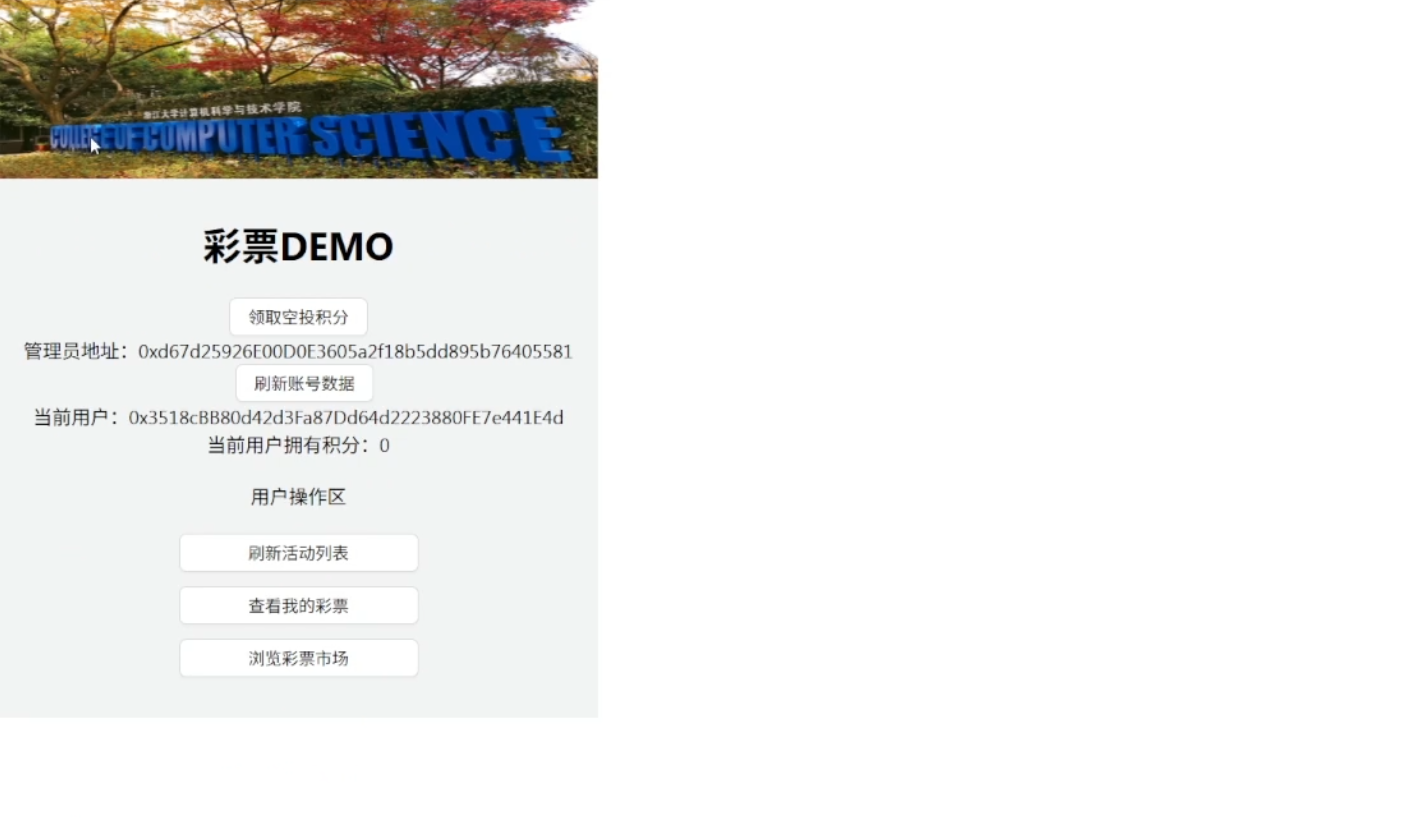 浙江大学计算机科学与技术学院
COLLEGE OF COMPUTER SCIENCE
彩票DEMO
领取空投积分
管理员地址：0xd67d25926E00D0E3605a2f18b5dd895b76405581
刷新账号数据
当前用户：0x3518cBB80d42d3Fa87Dd64d2223880FE7e441E4d
当前用户拥有积分：0
用户操作区
刷新活动列表
查看我的彩票
浏览彩票市场